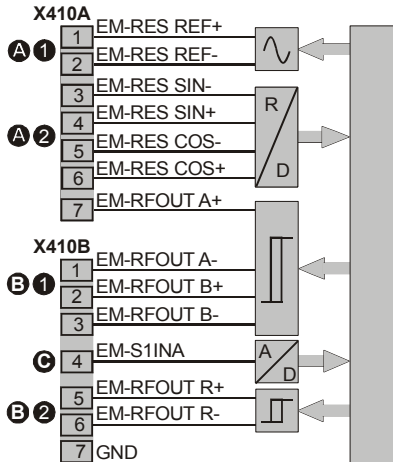 X410A
1 EM-RES REF+
A 1
2 EM-RES REF-
3 EM-RES SIN-
R
4 EM-RES SIN+
A 2
5 EM-RES COS-
6 EM-RES COS+
D
7 EM-RFOUT A+
X410B
1 EM-RFOUT A-
B 1
2 EM-RFOUT B+
3 EM-RFOUT B-
C 4 EM-S1INA A D
5 EM-RFOUT R+
B 2
6 EM-RFOUT R-
7 GND